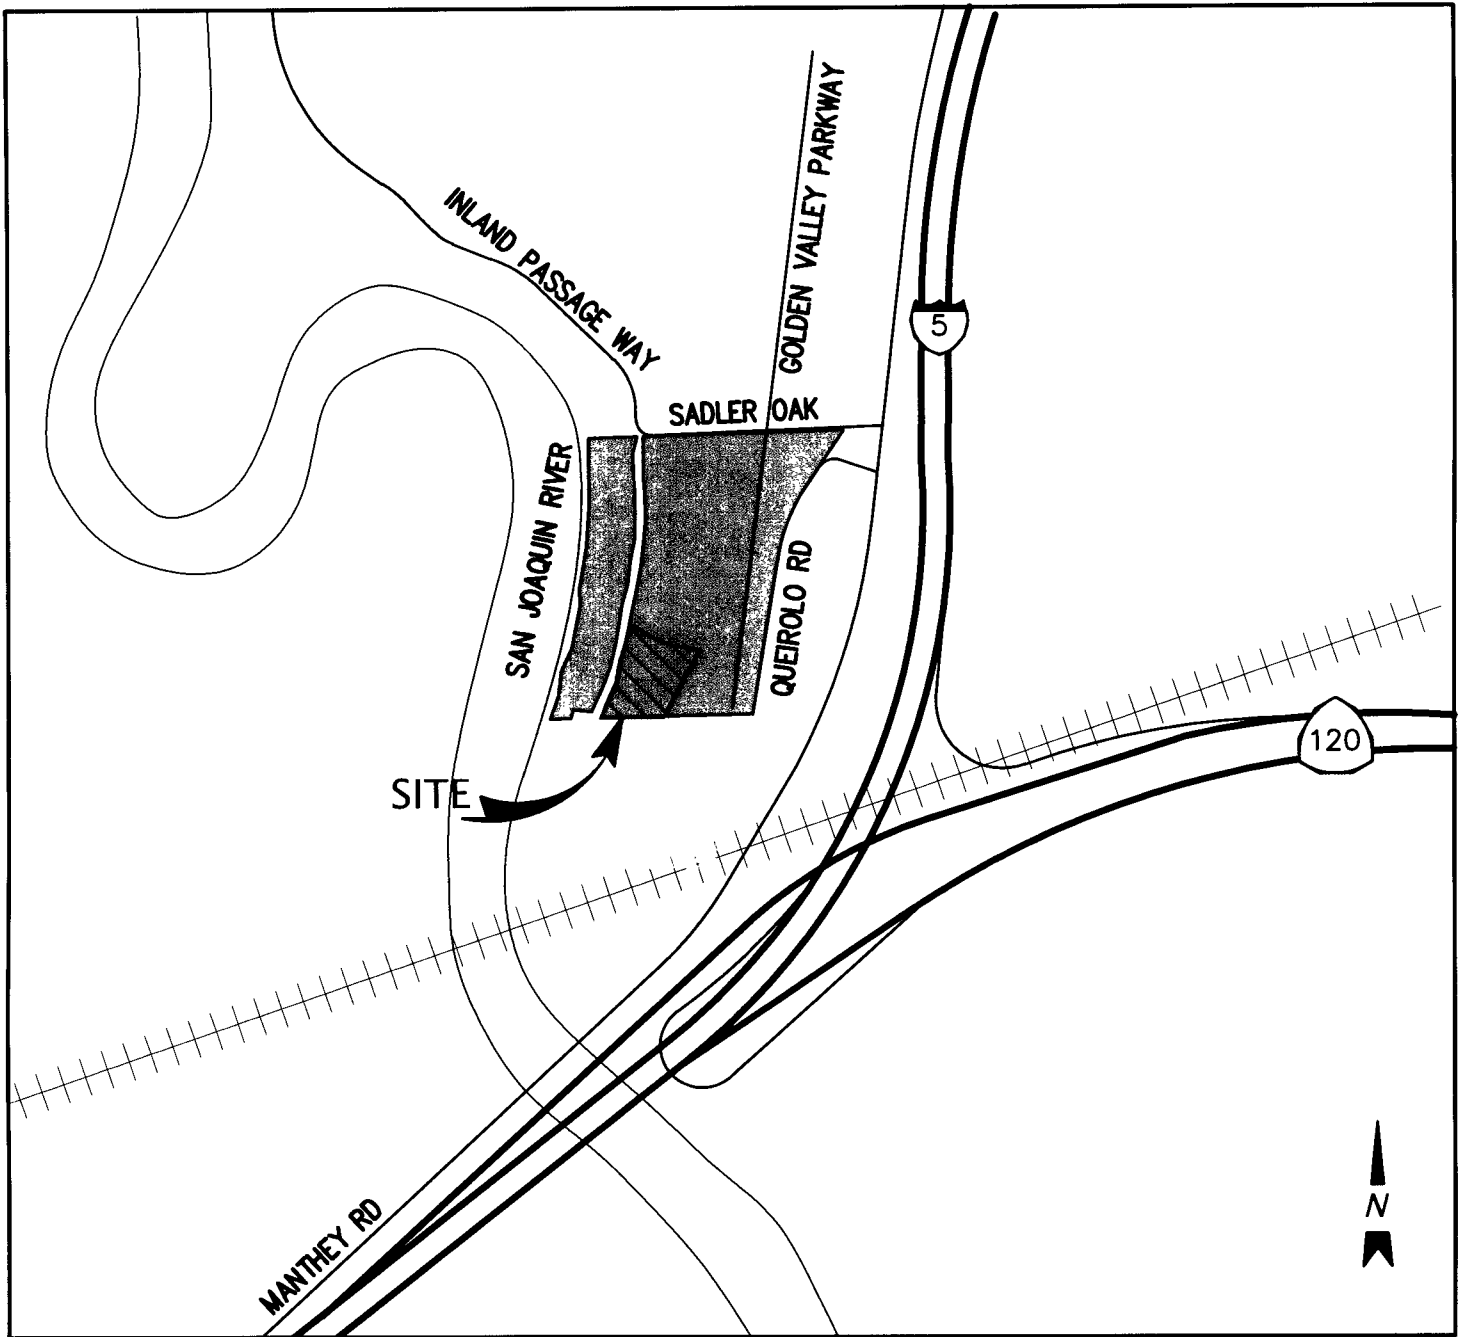 GOLDEN VALLEY PARKWAY
INLAND PASSAGE WAY
5
SADLER OAK
SAN JOAQUIN RIVER
QUEIROLO RD
120
SITE
MANTHEY RD
N